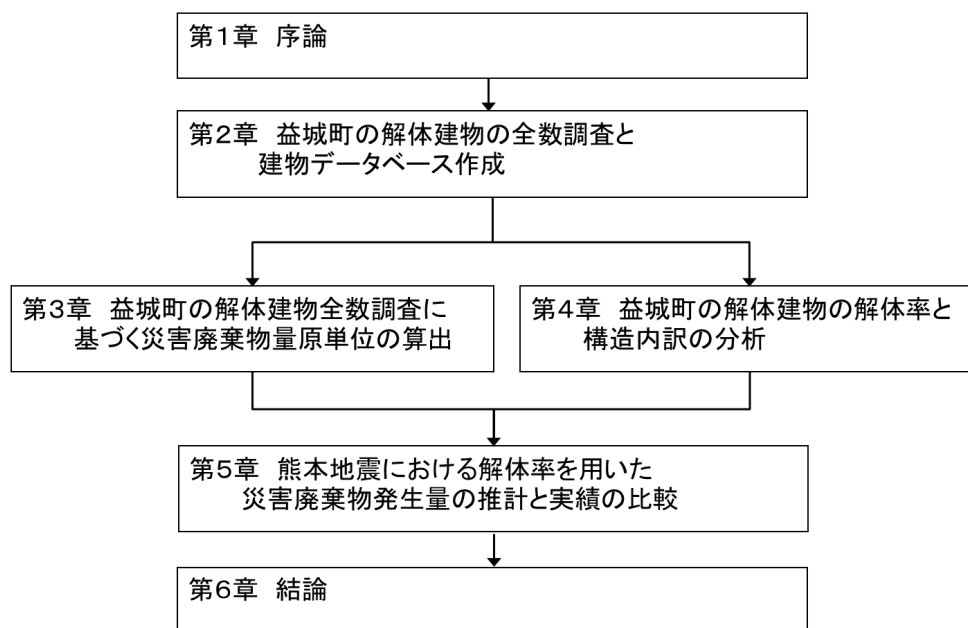 第1章 序論
第2章 益城町の解体建物の全数調査と
建物データベース作成
第3章 益城町の解体建物全数調査に
基づく災害廃棄物量原単位の算出
第4章 益城町の解体建物の解体率と
構造内訳の分析
第5章 熊本地震における解体率を用いた
災害廃棄物発生量の推計と実績の比較
第6章 結論